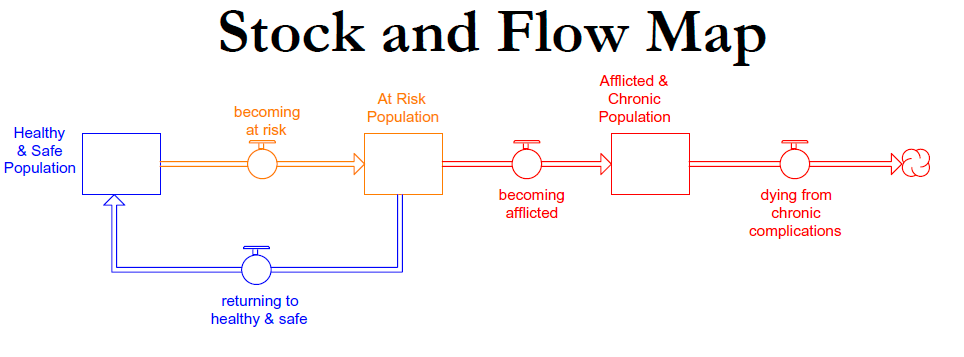 Stock and Flow Map
Healthy
& Safe
Population
becoming
at risk
At Risk
Population
becoming
afflicted
Afflicted &
Chronic
Population
dying from
chronic
complications
returning to
healthy & safe